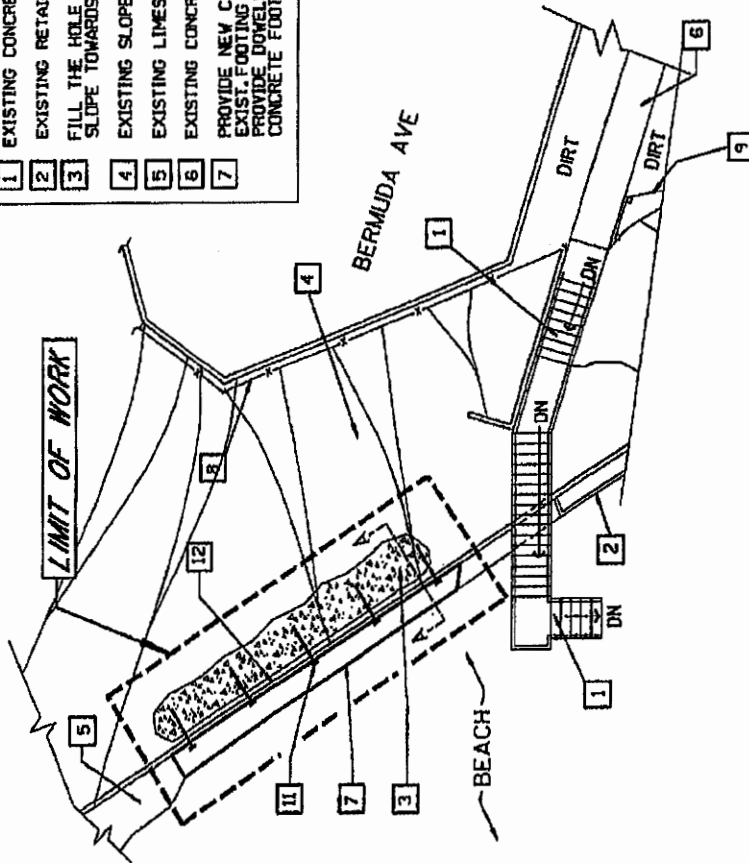 1 EXISTING CONCRE
2 EXISTING RETAI
3 FILL THE HOLE
SLOPE TOWARDS
4 EXISTING SLOPE
5 EXISTING LIMES
6 EXISTING CONCR
7 PROVIDE NEW C
EXIST. FOOTING
PROVIDE DOWEL
CONCRETE FOOT
LIMIT OF WORK
BERMUDA AVE
DIRT
DIRT
6
9
1
4
DN
DN
8
12
A
A
2
5
DN
1
BEACH
11
7
3